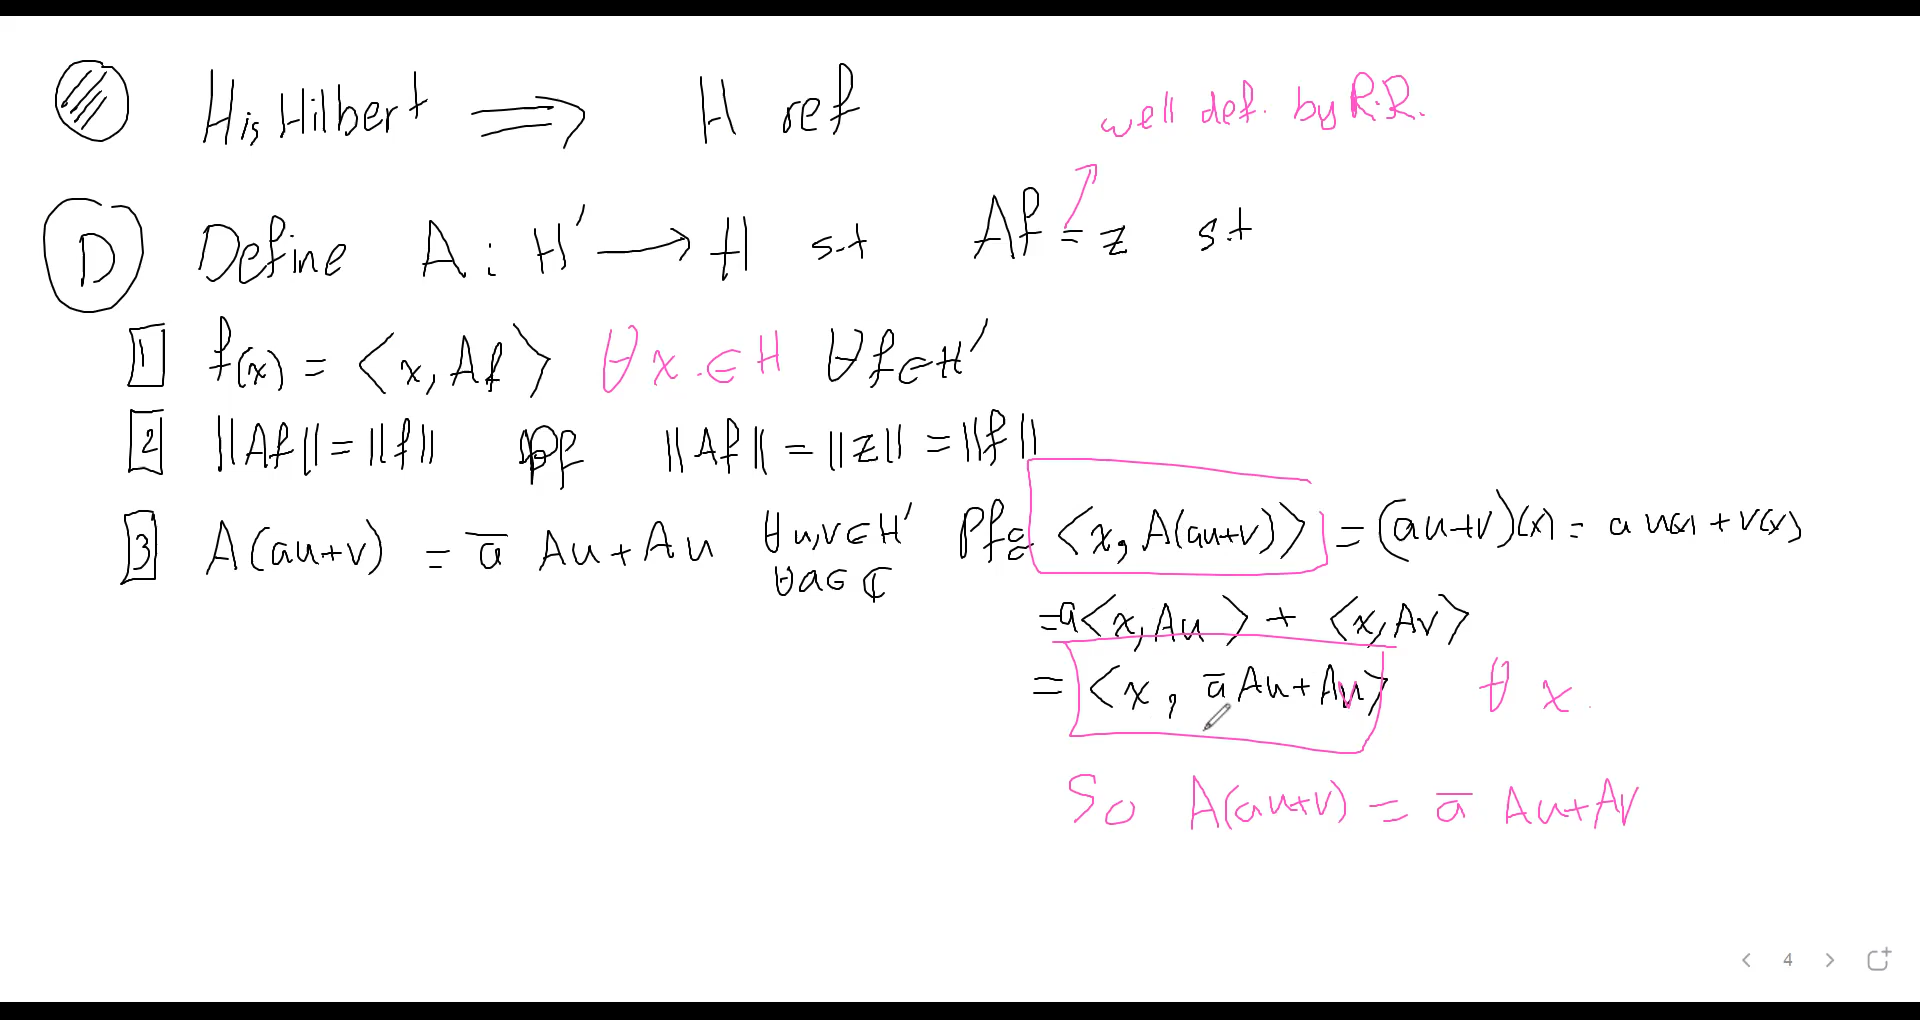 H is Hilbert ⟹ H ref
well def. by R.R.
D Define A : H' ⟶ H s.t Af = z s.t
1 f(x) = ⟨x, Af⟩ ∀ x ∈ H ∀ f ∈ H'
2 ||Af|| = ||f|| Pf ||Af|| = ||z|| = ||f||
3 A(au+v) = a̅ Au + Au ∀ u,v ∈ H' Pf: ⟨x, A(au+v)⟩ = (au+v)(x) = a u(x) + v(x)
∀ a ∈ ℂ
= a⟨x, Au⟩ + ⟨x, Av⟩
= ⟨x, a̅ Au + Av⟩ ∀ x.
So A(au+v) = a̅ Au + Av
4